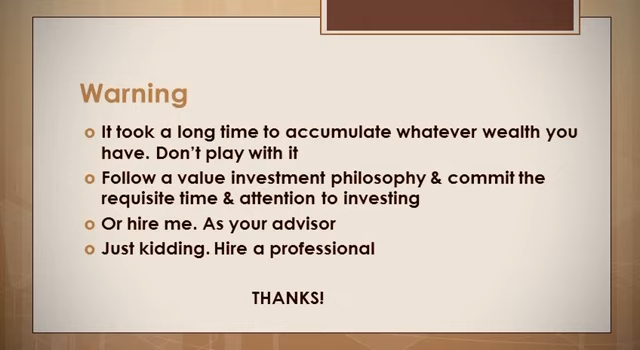 Warning
It took a long time to accumulate whatever wealth you
have. Don't play with it
Follow a value investment philosophy & commit the
requisite time & attention to investing
Or hire me. As your advisor
Just kidding. Hire a professional
THANKS!